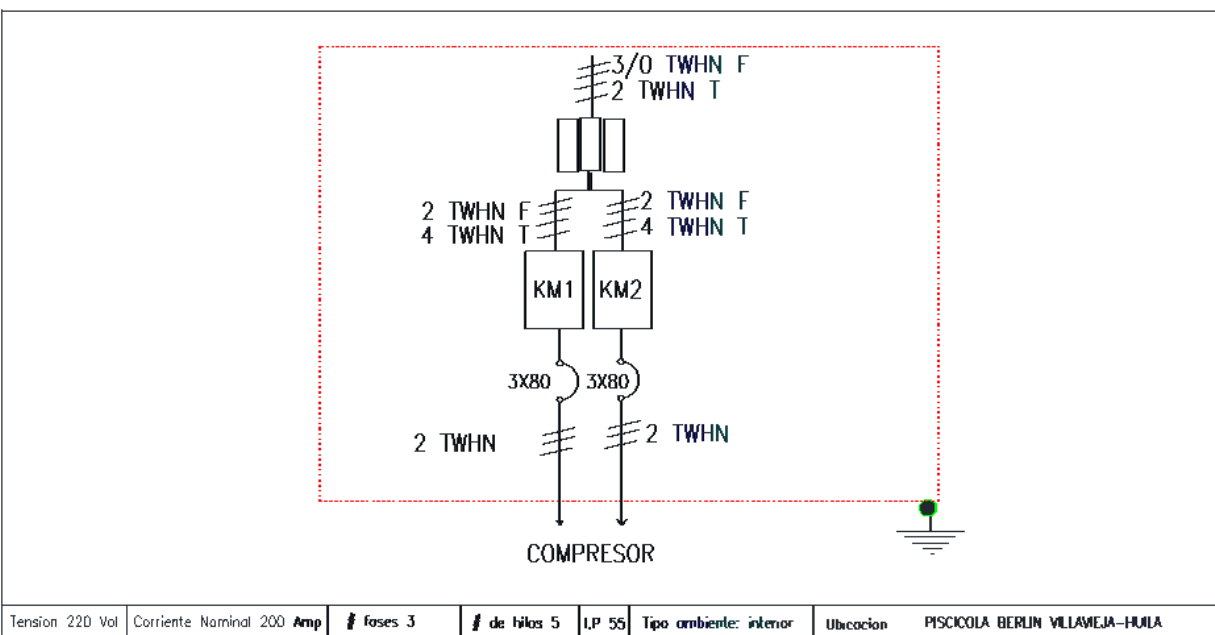 3/0 TWHN F
2 TWHN T
2 TWHN F
4 TWHN T
2 TWHN F
4 TWHN T
KM1
KM2
3X80
3X80
2 TWHN
2 TWHN
COMPRESOR
Tension 220 Vol
Corriente Nominal 200 Amp
# fases 3
# de hilos 5
I,P 55
Tipo ambiente: interior
Ubicacion
PISCICOLA BERLIN VILLAVIEJA-HUILA